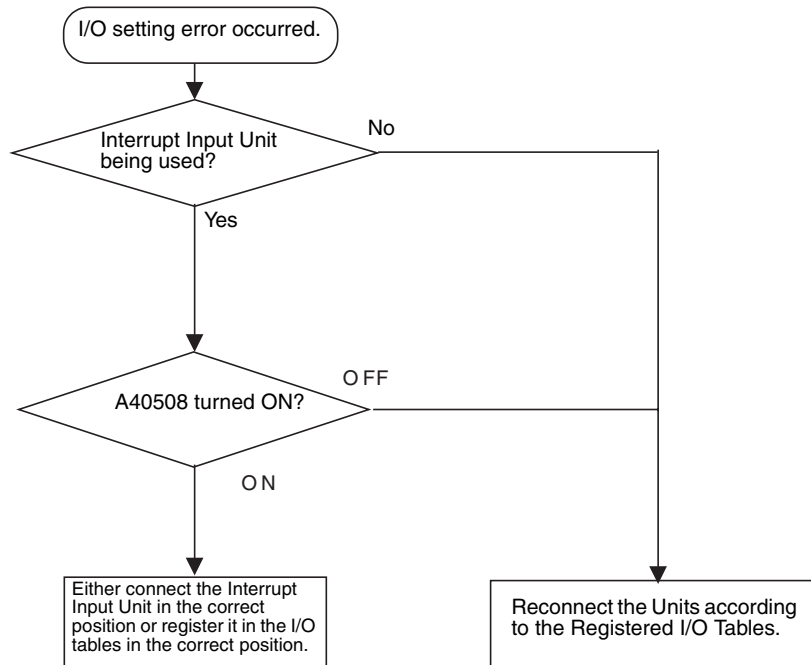 I/O setting error occurred.
Interrupt Input Unit
being used?
No
Yes
A40508 turned ON?
OFF
ON
Either connect the Interrupt
Input Unit in the correct
position or register it in the I/O
tables in the correct position.
Reconnect the Units according
to the Registered I/O Tables.